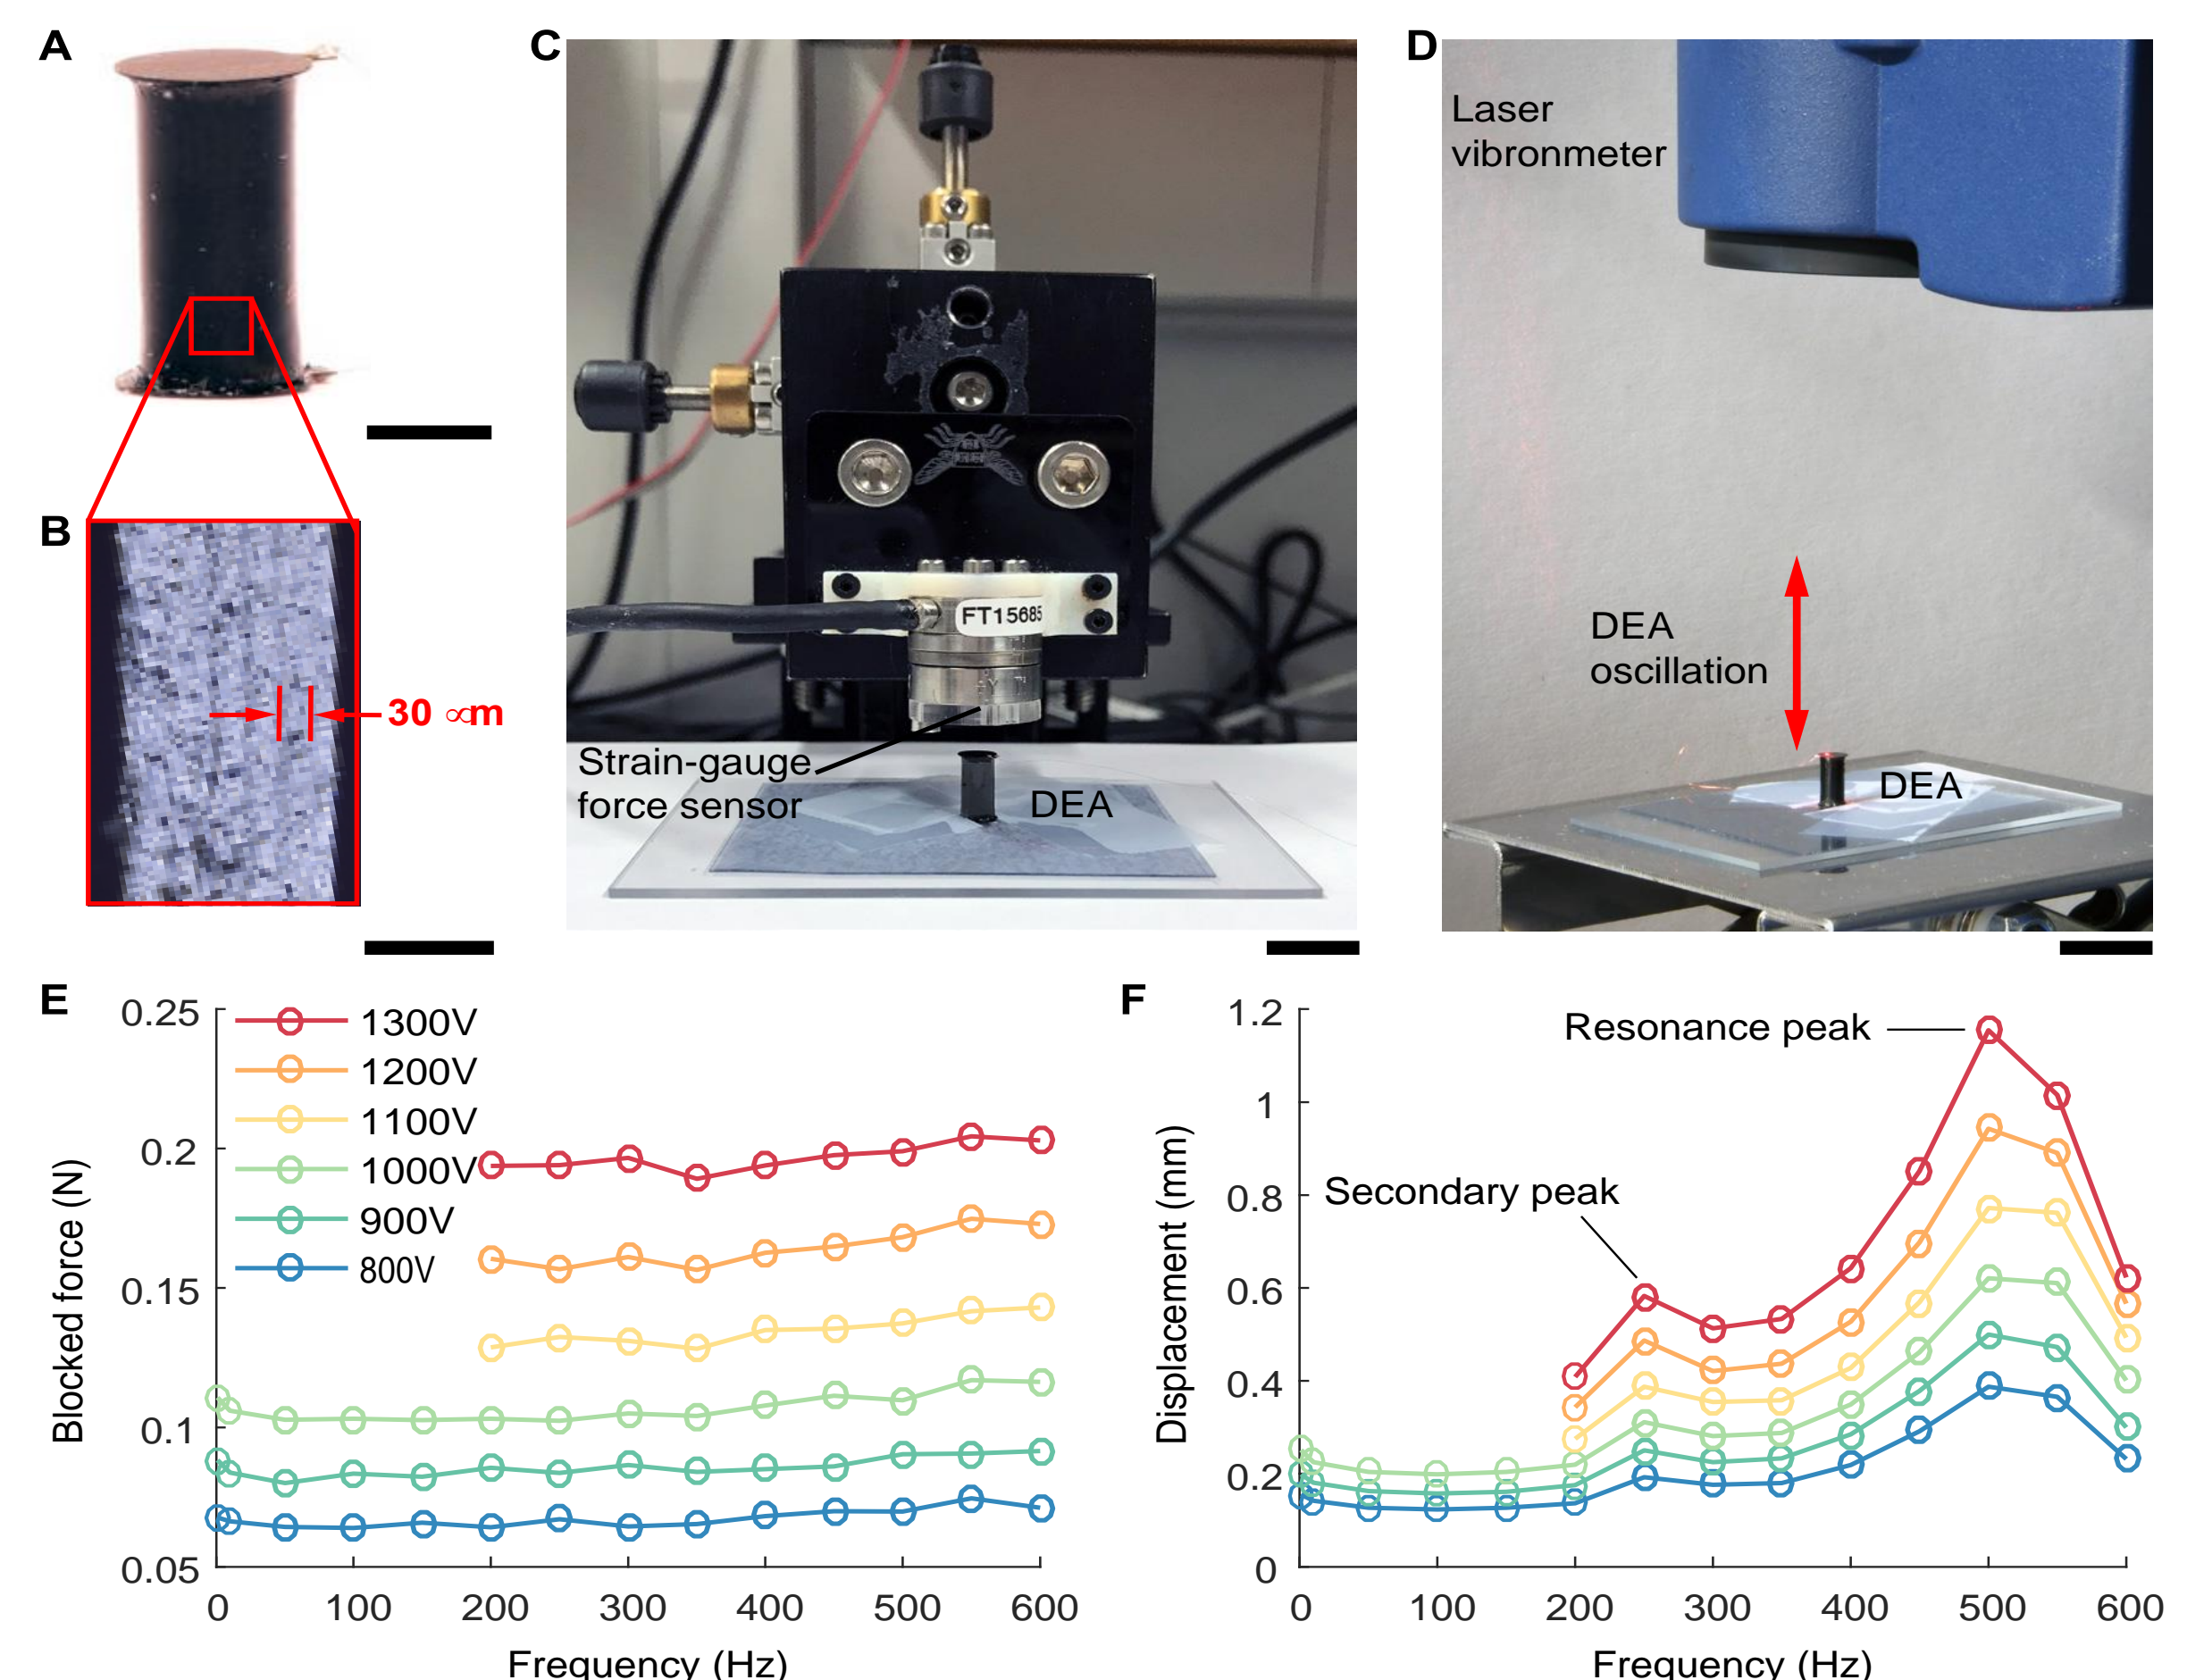 A
B
30 ∝m
C
FT15685
Strain-gauge
force sensor
DEA
D
Laser
vibronmeter
DEA
oscillation
DEA
E
0.25
0.2
0.15
0.1
0.05
Blocked force (N)
1300V
1200V
1100V
1000V
900V
800V
0 100 200 300 400 500 600
Frequency (Hz)
F
1.2
1
0.8
0.6
0.4
0.2
0
Displacement (mm)
Resonance peak
Secondary peak
0 100 200 300 400 500 600
Frequency (Hz)